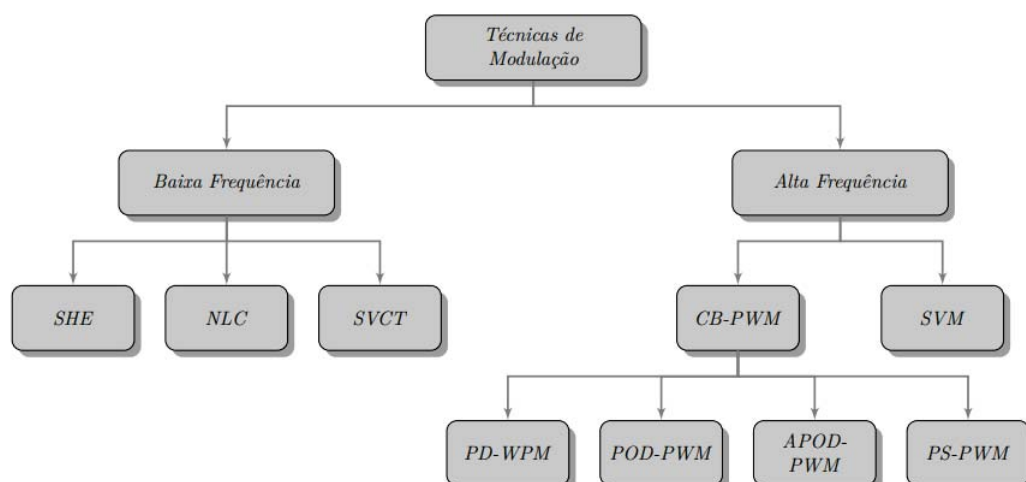 Técnicas de
Modulação
Baixa Frequência
Alta Frequência
SHE
NLC
SVCT
CB-PWM
SVM
PD-WPM
POD-PWM
APOD-
PWM
PS-PWM